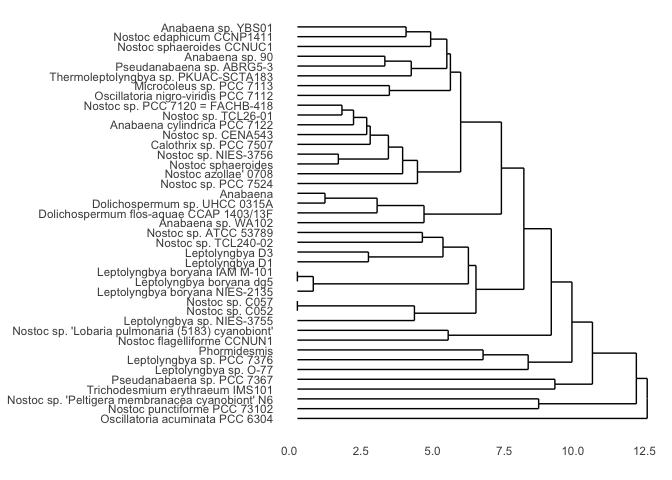 Anabaena sp. YBS01
Nostoc edaphicum CCNP1411
Nostoc sphaeroides CCNUC1
Anabaena sp. 90
Pseudanabaena sp. ABRG5-3
Thermoleptolyngbya sp. PKUAC-SCTA183
Microcoleus sp. PCC 7113
Oscillatoria nigro-viridis PCC 7112
Nostoc sp. PCC 7120 = FACHB-418
Nostoc sp. TCL26-01
Anabaena cylindrica PCC 7122
Nostoc sp. CENA543
Calothrix sp. PCC 7507
Nostoc sp. NIES-3756
Nostoc sphaeroides
Nostoc azollae' 0708
Nostoc sp. PCC 7524
Anabaena
Dolichospermum sp. UHCC 0315A
Dolichospermum flos-aquae CCAP 1403/13F
Anabaena sp. WA102
Nostoc sp. ATCC 53789
Nostoc sp. TCL240-02
Leptolyngbya D3
Leptolyngbya D1
Leptolyngbya boryana IAM M-101
Leptolyngbya boryana dg5
Leptolyngbya boryana NIES-2135
Nostoc sp. C057
Nostoc sp. C052
Leptolyngbya sp. NIES-3755
Nostoc sp. 'Lobaria pulmonaria (5183) cyanobiont'
Nostoc flagelliforme CCNUN1
Phormidesmis
Leptolyngbya sp. PCC 7376
Leptolyngbya sp. O-77
Pseudanabaena sp. PCC 7367
Trichodesmium erythraeum IMS101
Nostoc sp. 'Peltigera membranacea cyanobiont' N6
Nostoc punctiforme PCC 73102
Oscillatoria acuminata PCC 6304
0.0 2.5 5.0 7.5 10.0 12.5